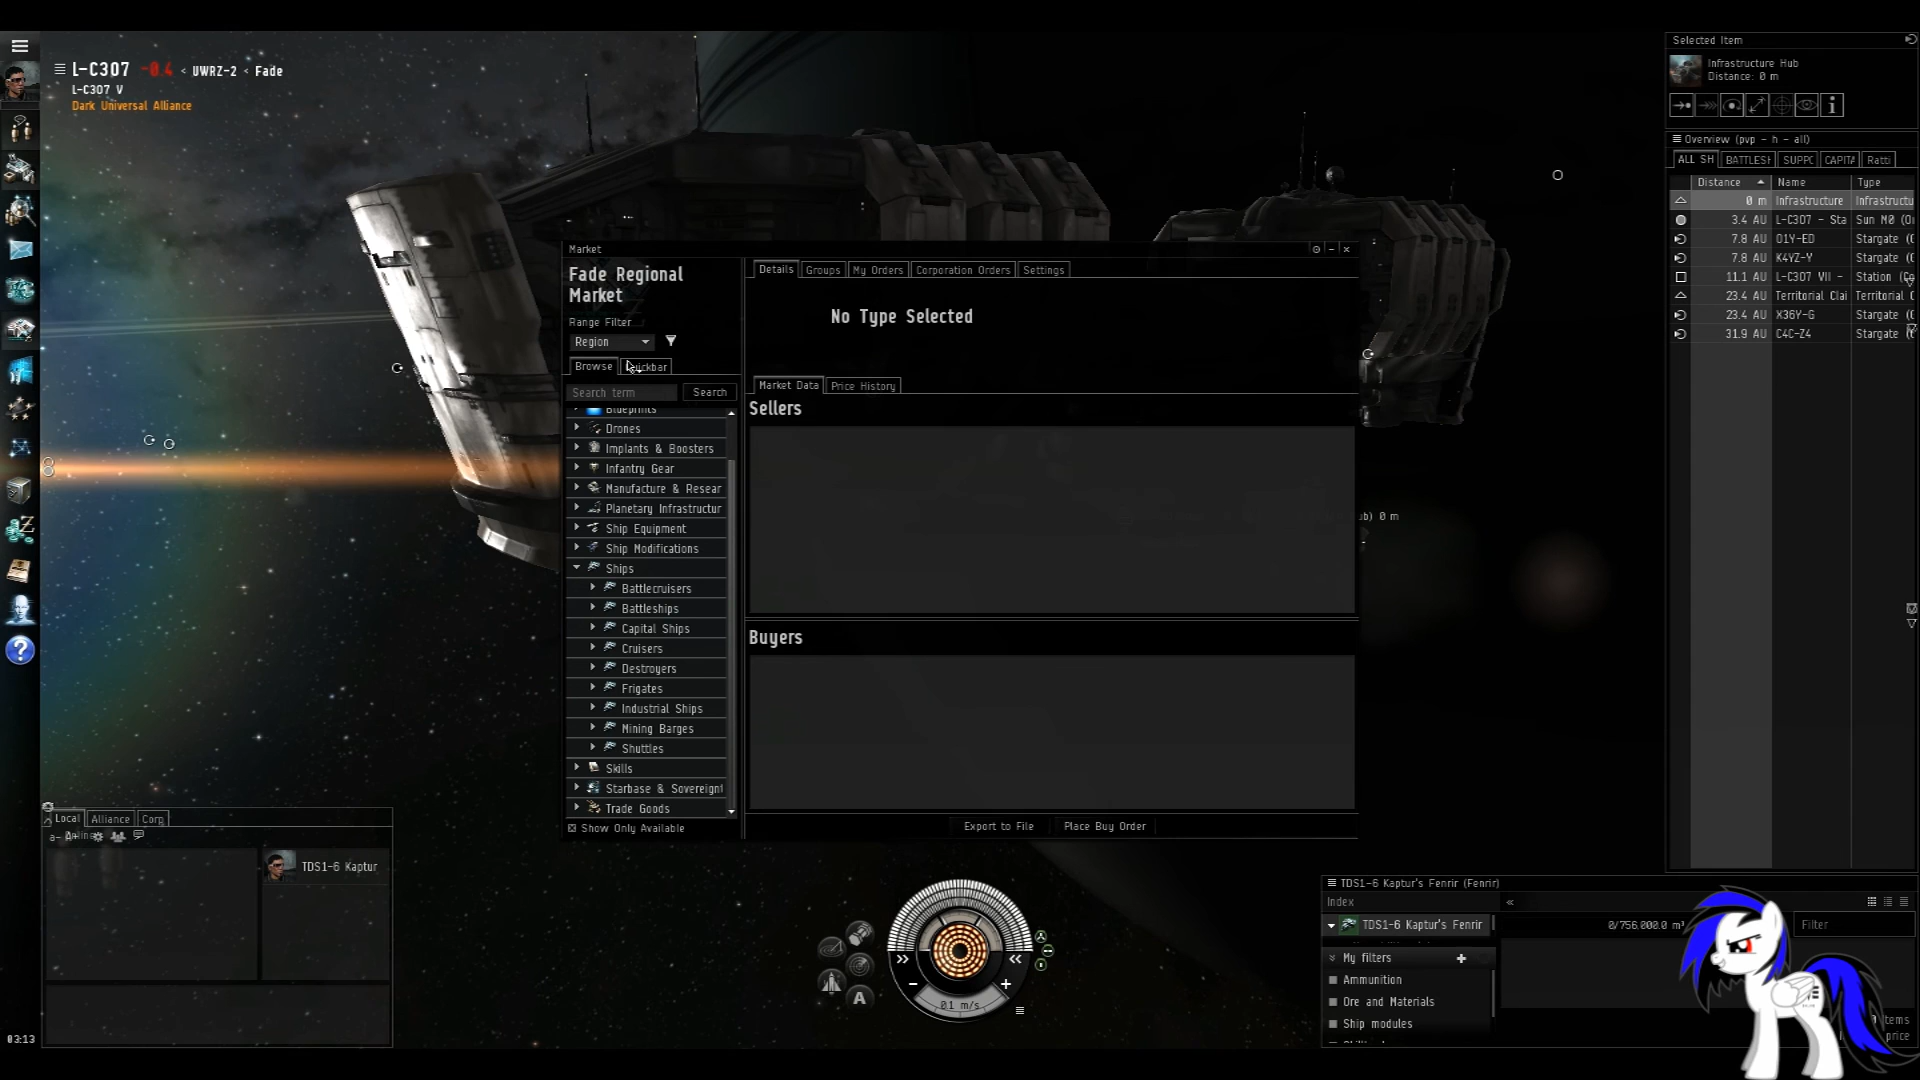 L-C307 -0.4 < UWRZ-2 < Fade
L-C307 V
Dark Universal Alliance
Market
Fade Regional
Market
Range Filter
Region
Browse
Search term
Search
Blueprints
Drones
Implants & Boosters
Infantry Gear
Manufacture & Resear
Planetary Infrastructur
Ship Equipment
Ship Modifications
Ships
Battlecruisers
Battleships
Capital Ships
Cruisers
Destroyers
Frigates
Industrial Ships
Mining Barges
Shuttles
Skills
Starbase & Sovereignt
Trade Goods
Show Only Available
Details Groups My Orders Corporation Orders Settings
No Type Selected
Market Data Price History
Sellers
Buyers
Export to File Place Buy Order
0 m
Selected Item
Infrastructure Hub
Distance: 0 m
Overview (pvp - h - all)
ALL SH BATTLESH SUPPC CAPITA Ratti
Distance Name Type
0 m Infrastructure Infrastructu
3.4 AU L-C307 - Sta Sun M0 (O
7.8 AU O1Y-ED Stargate (
7.8 AU K4YZ-Y Stargate (
11.1 AU L-C307 VII - Station (
23.4 AU Territorial Clai Territorial C
23.4 AU X36Y-G Stargate (
31.9 AU C4C-Z4 Stargate (
Local Alliance Corp
TDS1-6 Kaptur
03:13
A
0.1 m/s
TDS1-6 Kaptur's Fenrir (Fenrir)
Index
TDS1-6 Kaptur's Fenrir
0/756.000.0 m³
Filter
My filters
Ammunition
Ore and Materials
Ship modules
price